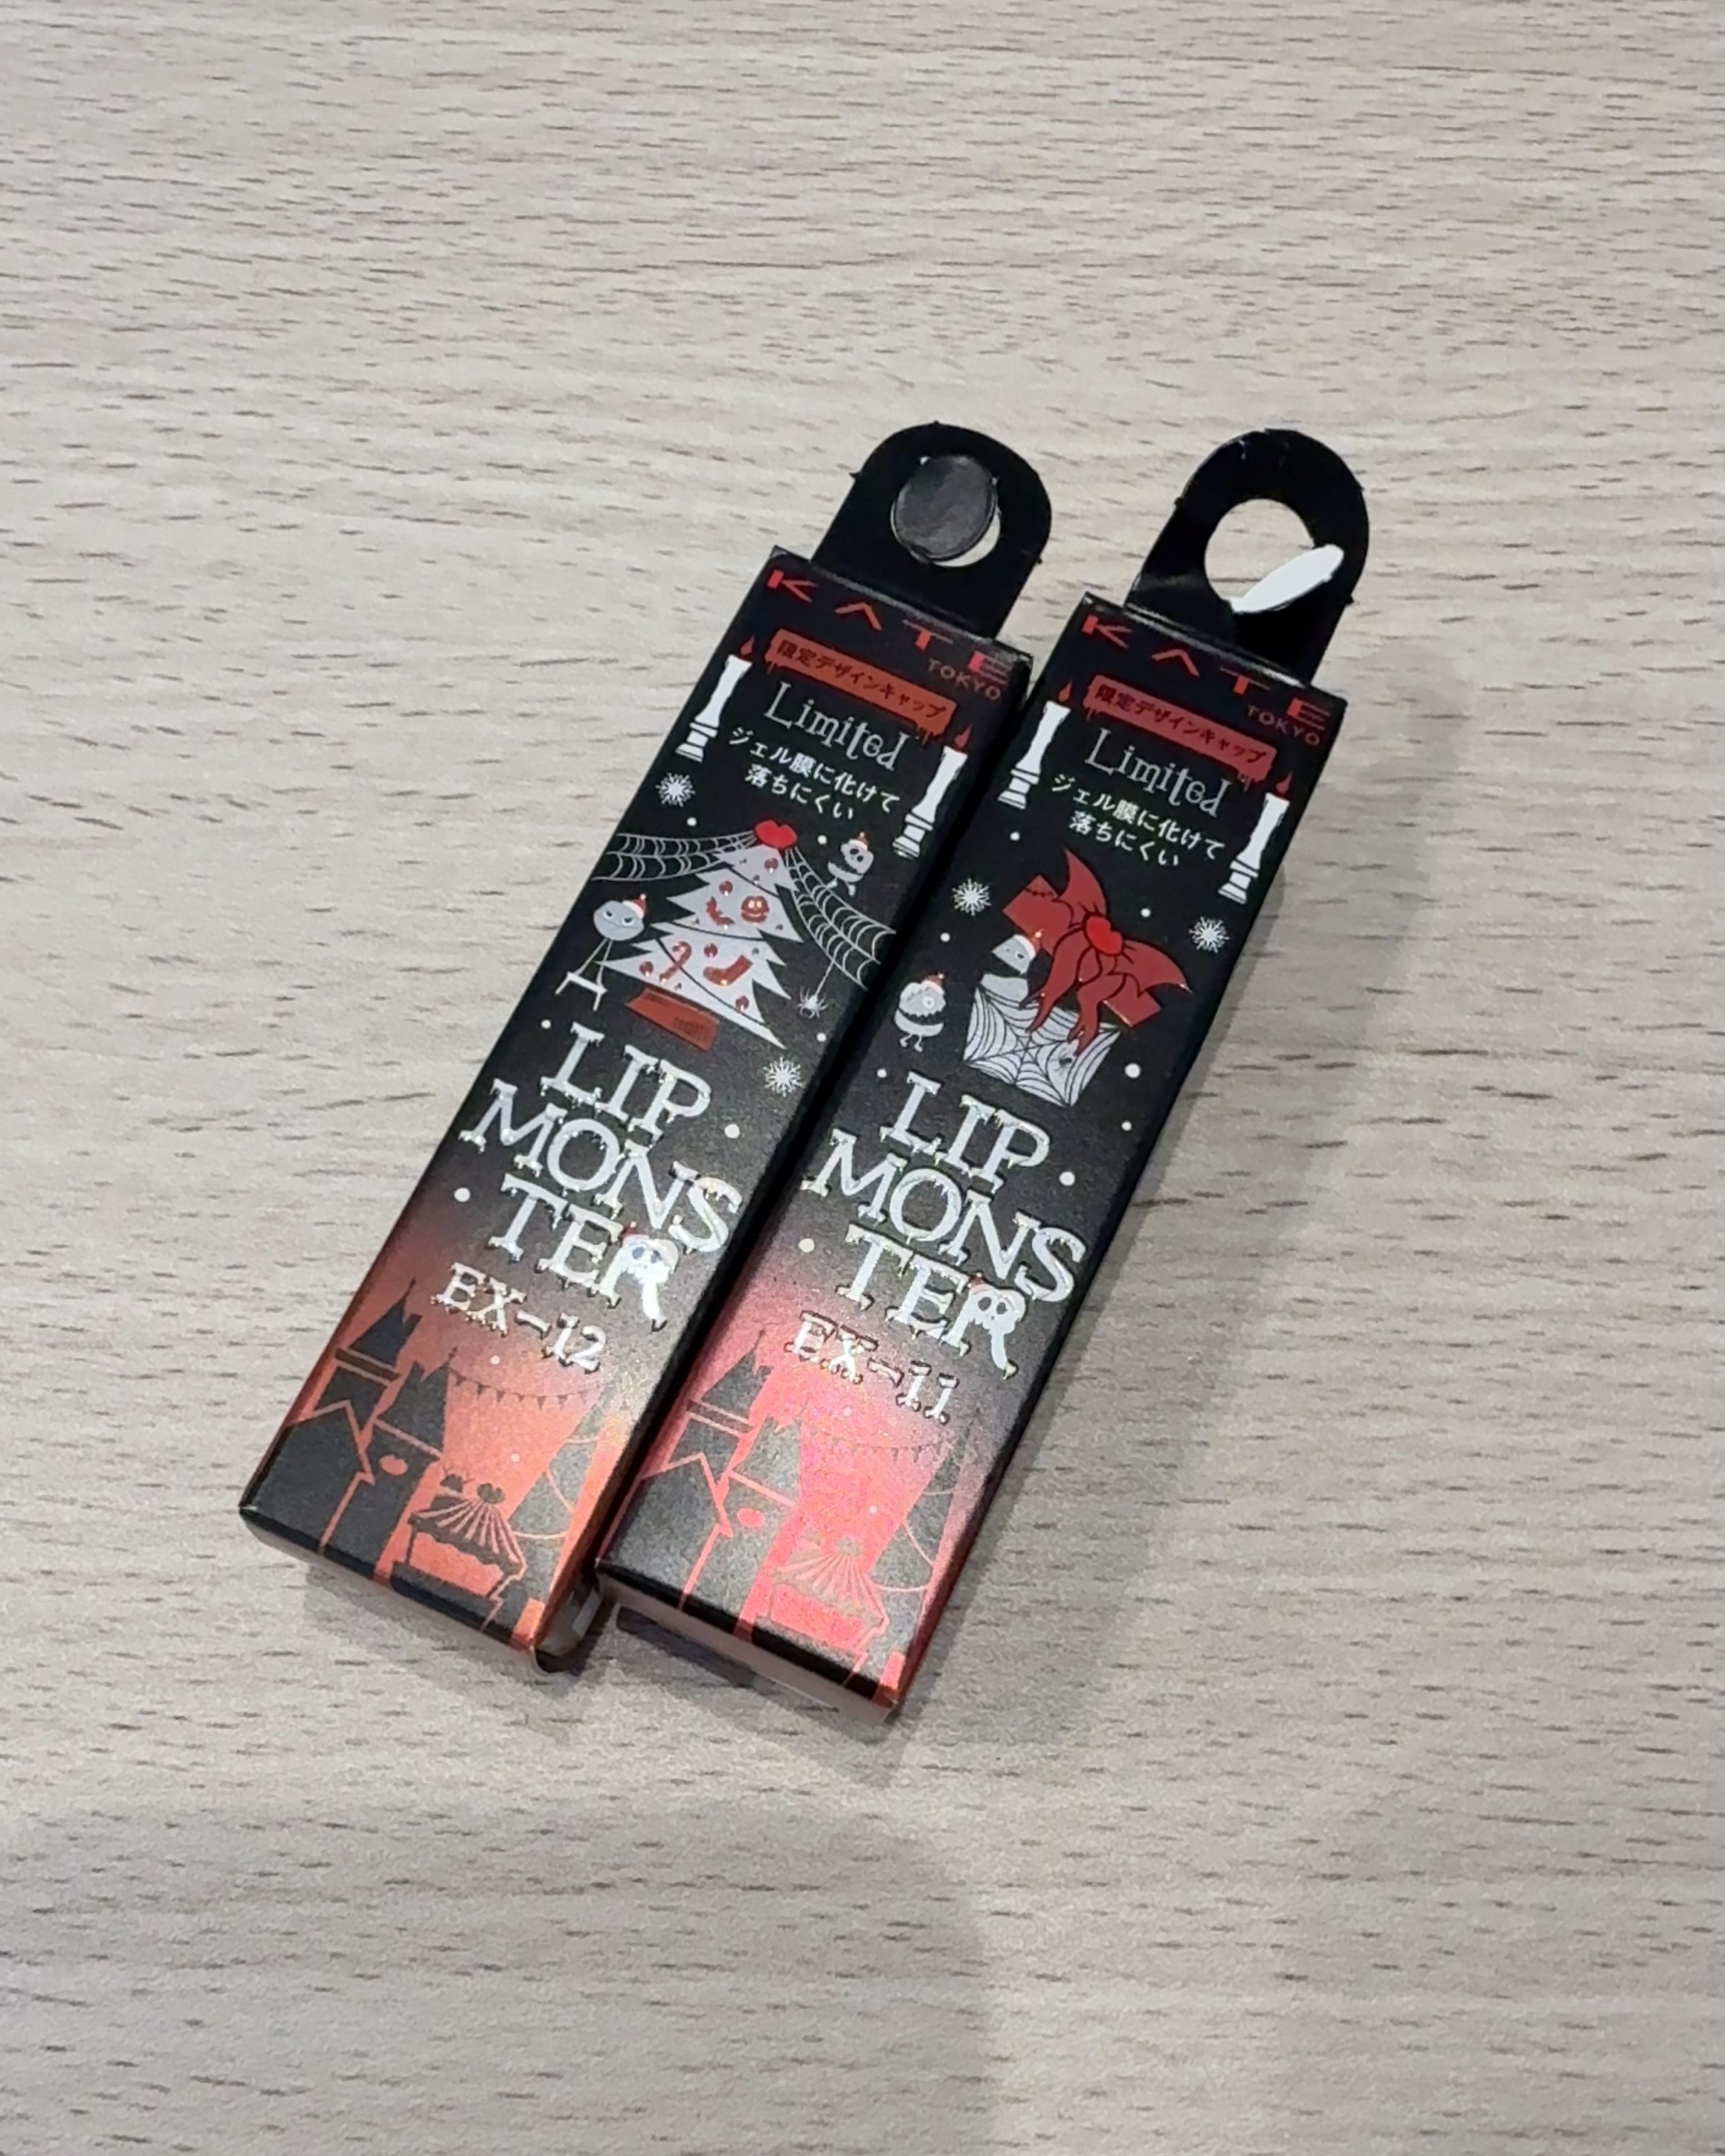 KATE
TOKYO
限定デザインキャップ
Limited
ジェル膜に化けて
落ちにくい
LIP
MONS
TER
EX-12
KATE
TOKYO
限定デザインキャップ
Limited
ジェル膜に化けて
落ちにくい
LIP
MONS
TER
EX-11